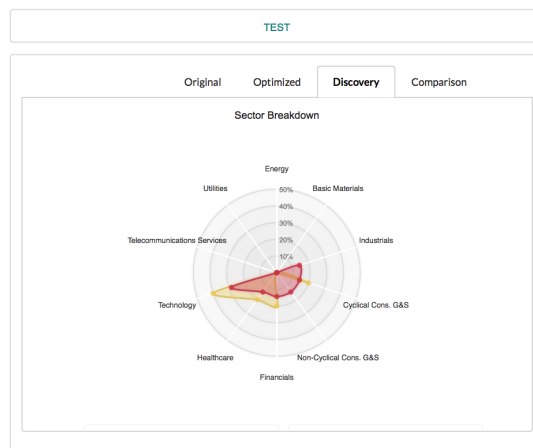 TEST
Original Optimized Discovery Comparison
Sector Breakdown
Energy
Utilities Basic Materials
50%
40%
30%
Telecommunications Services Industrials
20%
10%
Technology Cyclical Cons. G&S
Healthcare Non-Cyclical Cons. G&S
Financials